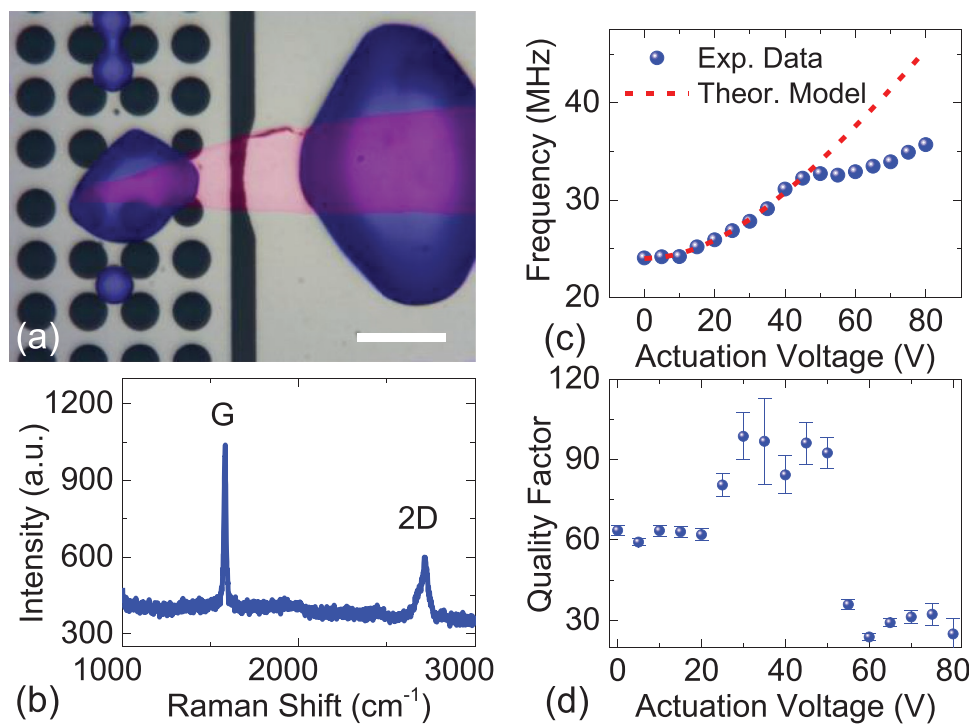 (a)
1200
900
600
300
Intensity (a.u.)
G
2D
1000
2000
3000
Raman Shift (cm⁻¹)
(b)
40
30
20
Frequency (MHz)
Exp. Data
Theor. Model
0
20
40
60
80
Actuation Voltage (V)
(c)
120
90
60
30
Quality Factor
0
20
40
60
80
Actuation Voltage (V)
(d)